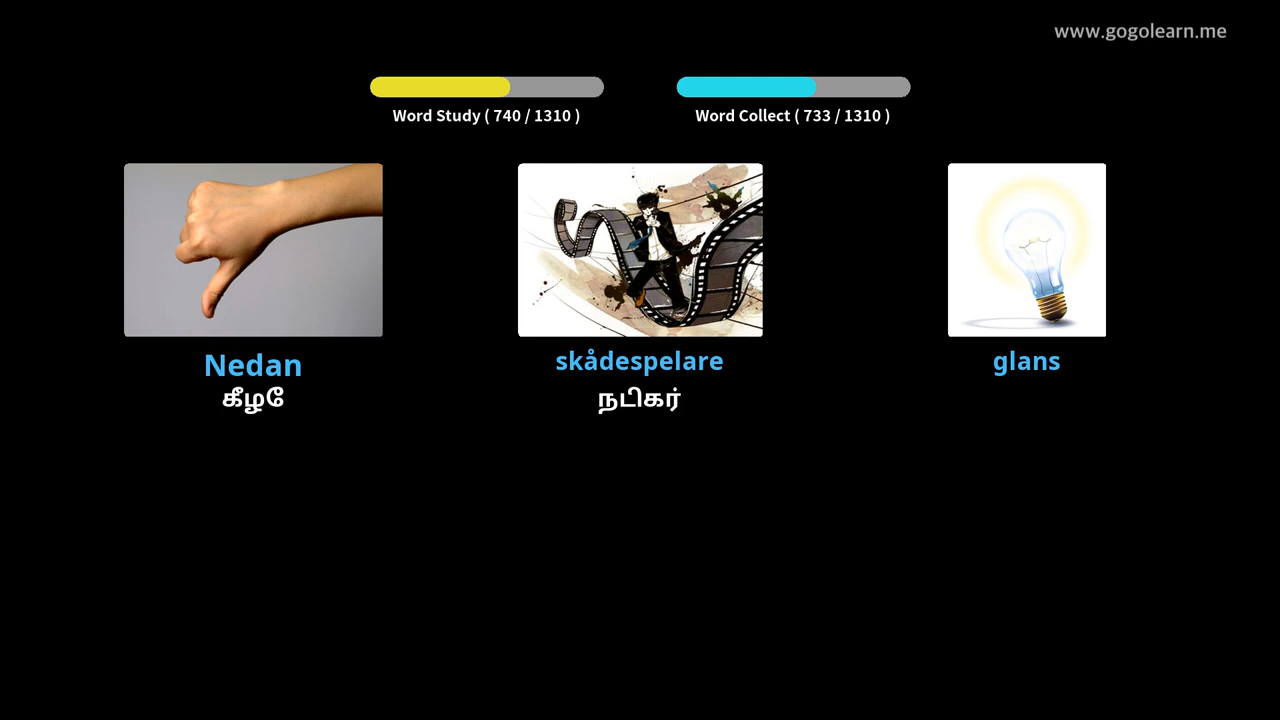 www.gogolearn.me
Word Study ( 740 / 1310 )
Word Collect ( 733 / 1310 )
Nedan
கீழே
skådespelare
நடிகர்
glans